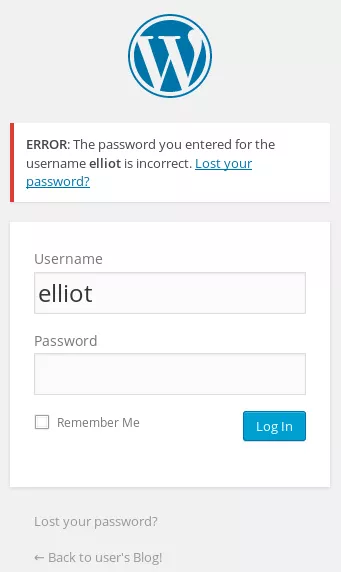 ERROR: The password you entered for the
username elliot is incorrect. Lost your
password?
Username
elliot
Password
Remember Me
Log In
Lost your password?
← Back to user's Blog!